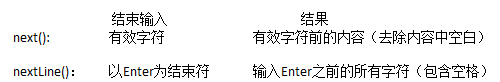 结束输入 结果
next(): 有效字符 有效字符前的内容（去除内容中空白）
nextLine()： 以Enter为结束符 输入Enter之前的所有字符（包含空格）